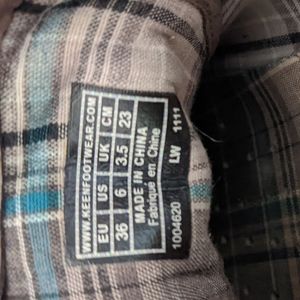 WWW.KEENFOOTWEAR.COM
EU US UK CM
36 6 3.5 23
MADE IN CHINA
Fabriqué en Chine
1004620 LW 1111